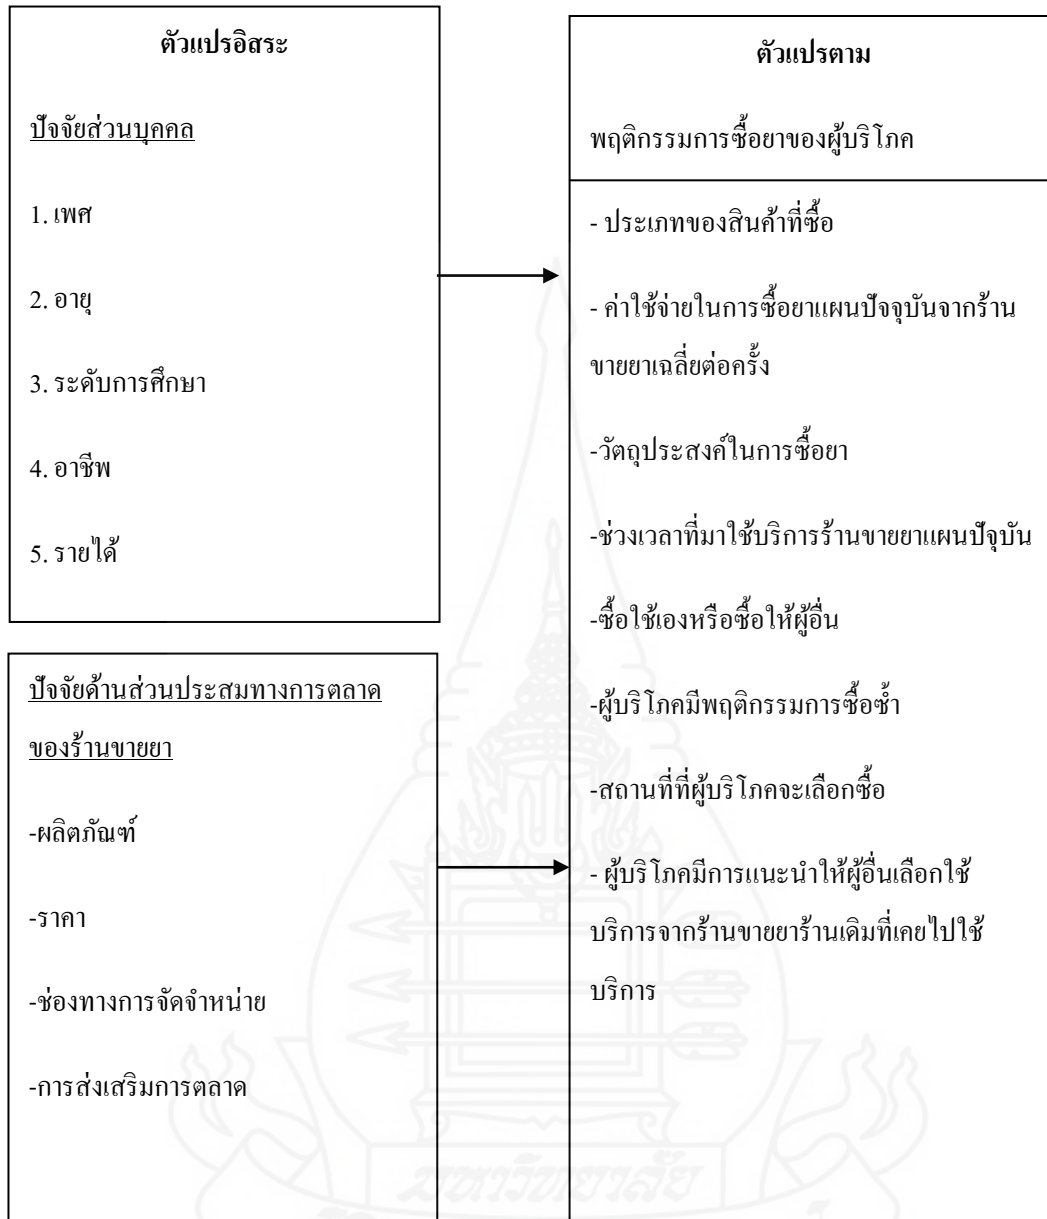 ตัวแปรอิสระ
ปัจจัยส่วนบุคคล
1. เพศ
2. อายุ
3. ระดับการศึกษา
4. อาชีพ
5. รายได้
ปัจจัยด้านส่วนประสมทางการตลาด
ของร้านขายยา
-ผลิตภัณฑ์
-ราคา
-ช่องทางการจัดจำหน่าย
-การส่งเสริมการตลาด
ตัวแปรตาม
พฤติกรรมการซื้อยาของผู้บริโภค
- ประเภทของสินค้าที่ซื้อ
- ค่าใช้จ่ายในการซื้อยาแผนปัจจุบันจากร้าน
ขายยาเฉลี่ยต่อครั้ง
-วัตถุประสงค์ในการซื้อยา
-ช่วงเวลาที่มาใช้บริการร้านขายยาแผนปัจุบัน
-ซื้อใช้เองหรือซื้อให้ผู้อื่น
-ผู้บริโภคมีพฤติกรรมการซื้อซ้ำ
-สถานที่ที่ผู้บริโภคจะเลือกซื้อ
- ผู้บริโภคมีการแนะนำให้ผู้อื่นเลือกใช้
บริการจากร้านขายยาร้านเดิมที่เคยไปใช้
บริการ
มหาวิทยาลัย